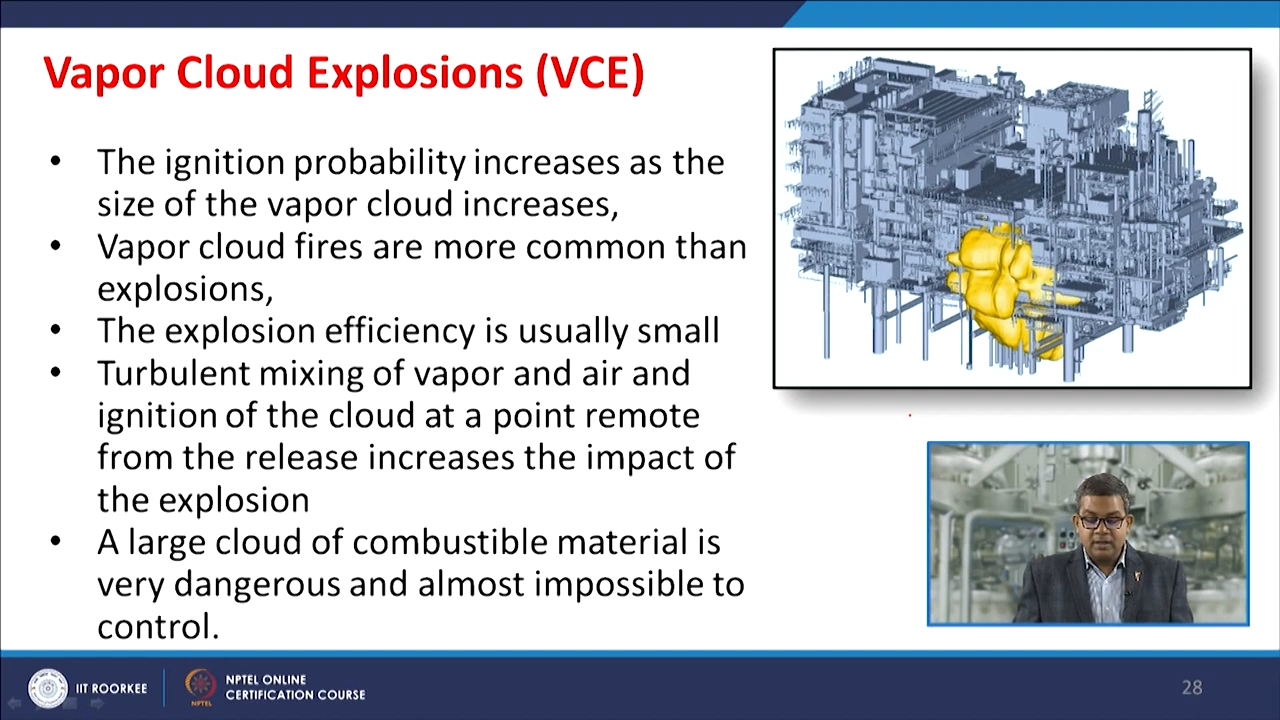 Vapor Cloud Explosions (VCE)
• The ignition probability increases as the
size of the vapor cloud increases,
• Vapor cloud fires are more common than
explosions,
• The explosion efficiency is usually small
• Turbulent mixing of vapor and air and
ignition of the cloud at a point remote
from the release increases the impact of
the explosion
• A large cloud of combustible material is
very dangerous and almost impossible to
control.
IIT ROORKEE
NPTEL
NPTEL ONLINE
CERTIFICATION COURSE
28